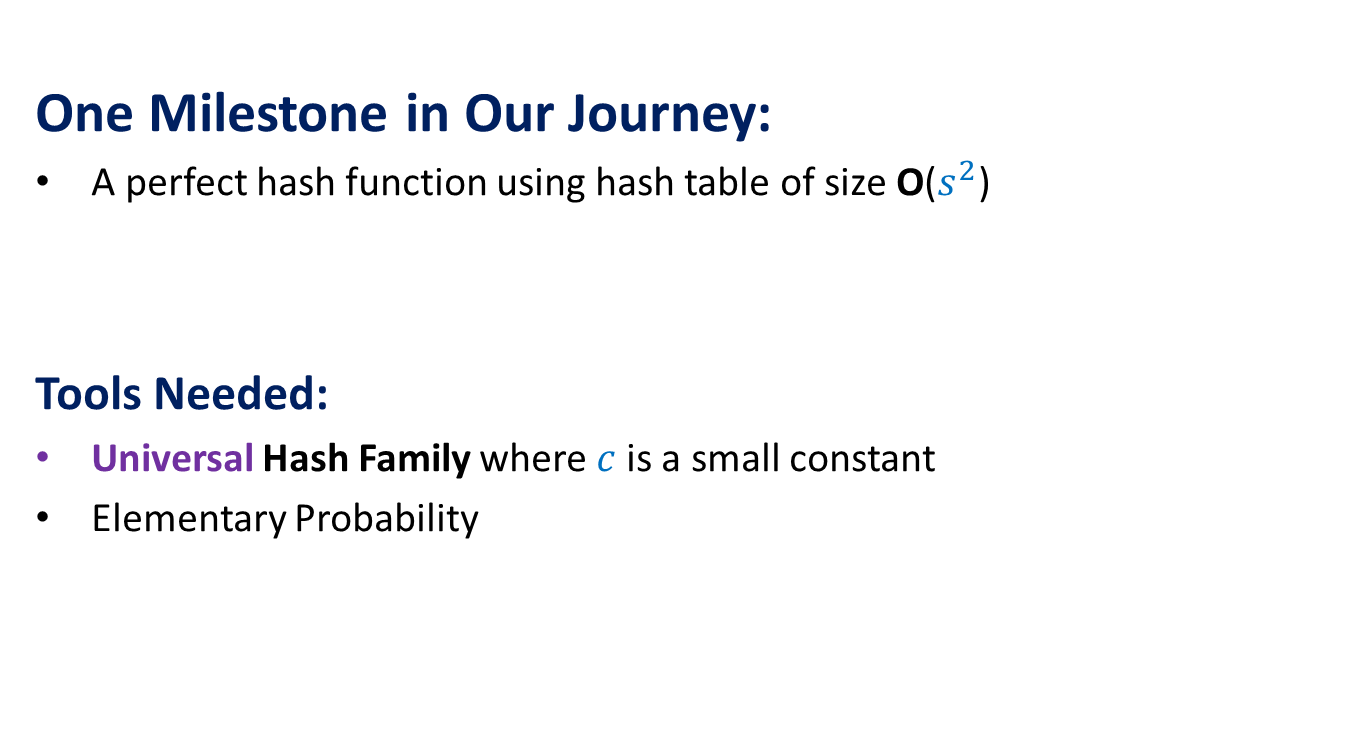 One Milestone in Our Journey:
• A perfect hash function using hash table of size O(𝑠²)
Tools Needed:
• Universal Hash Family where 𝑐 is a small constant
• Elementary Probability